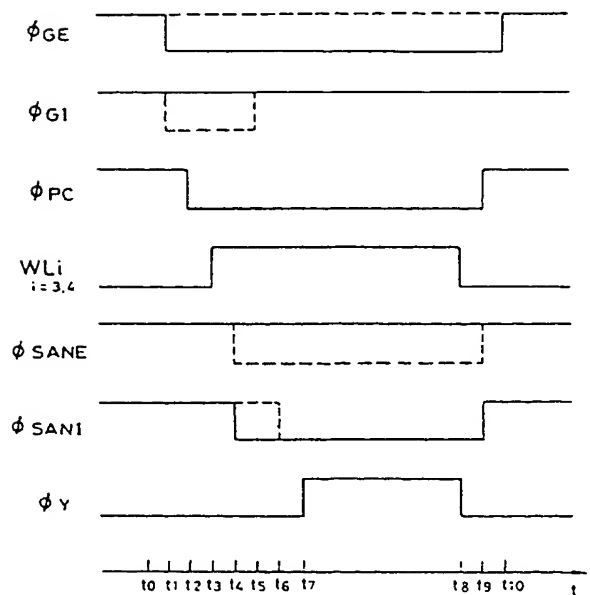 ϕGE
ϕG1
ϕPC
WLi
i = 3,4
ϕSANE
ϕSAN1
ϕY
t0 t1 t2 t3 t4 t5 t6 t7 t8 t9 t10 t